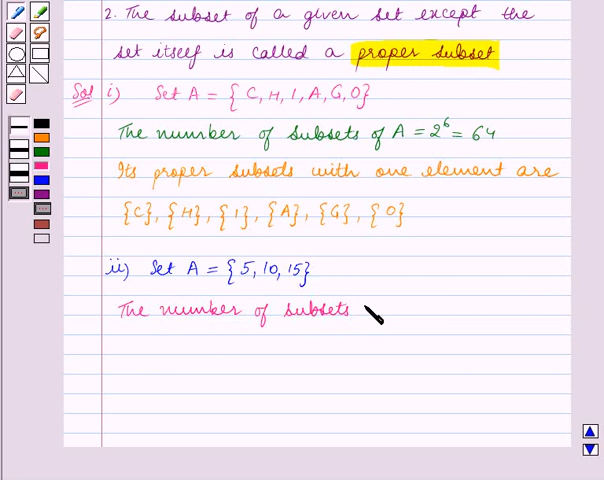 2. The subset of a given set except the
set itself is called a proper subset
Sol i) Set A = { C, H, I, A, G, O}
The number of subsets of A = 2⁶ = 64
Its proper subsets with one element are
{C}, {H}, {I}, {A}, {G}, {O}
ii) Set A = {5, 10, 15}
The number of subsets